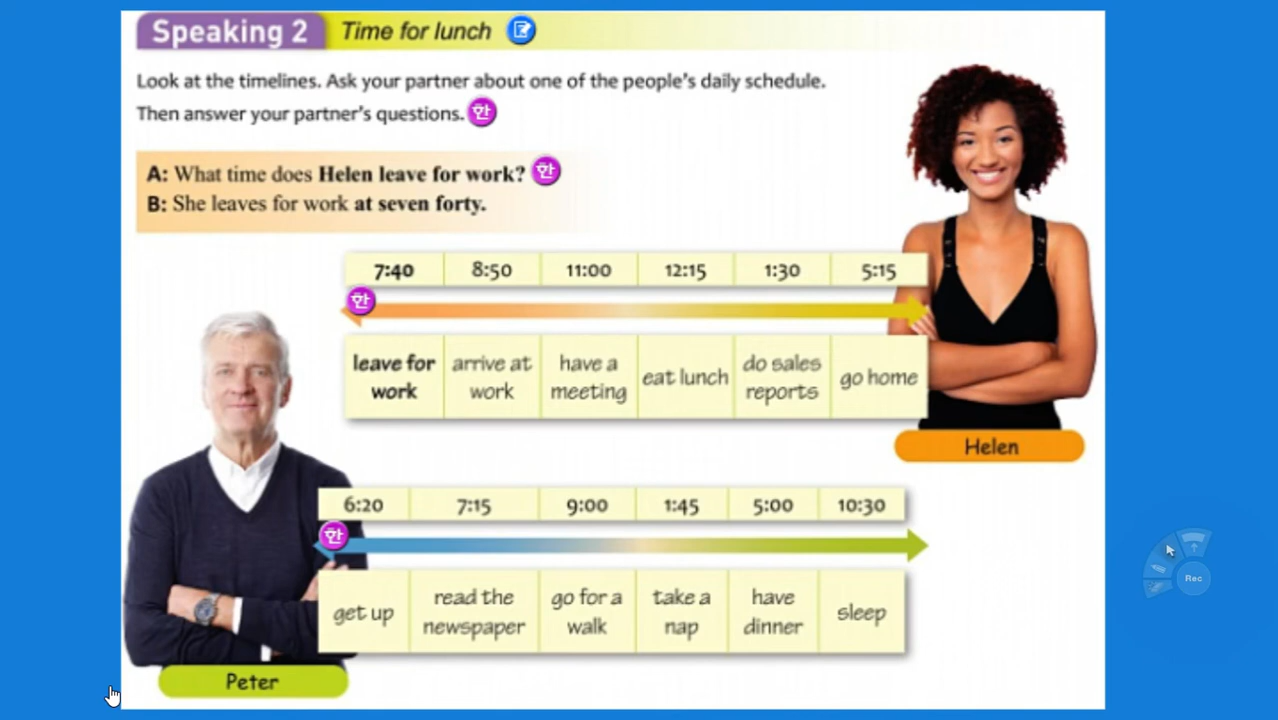 Speaking 2 Time for lunch
Look at the timelines. Ask your partner about one of the people's daily schedule.
Then answer your partner's questions. 한
A: What time does Helen leave for work? 한
B: She leaves for work at seven forty.
7:40 8:50 11:00 12:15 1:30 5:15
한
leave for work arrive at work have a meeting eat lunch do sales reports go home
Helen
6:20 7:15 9:00 1:45 5:00 10:30
한
get up read the newspaper go for a walk take a nap have dinner sleep
Peter
Rec